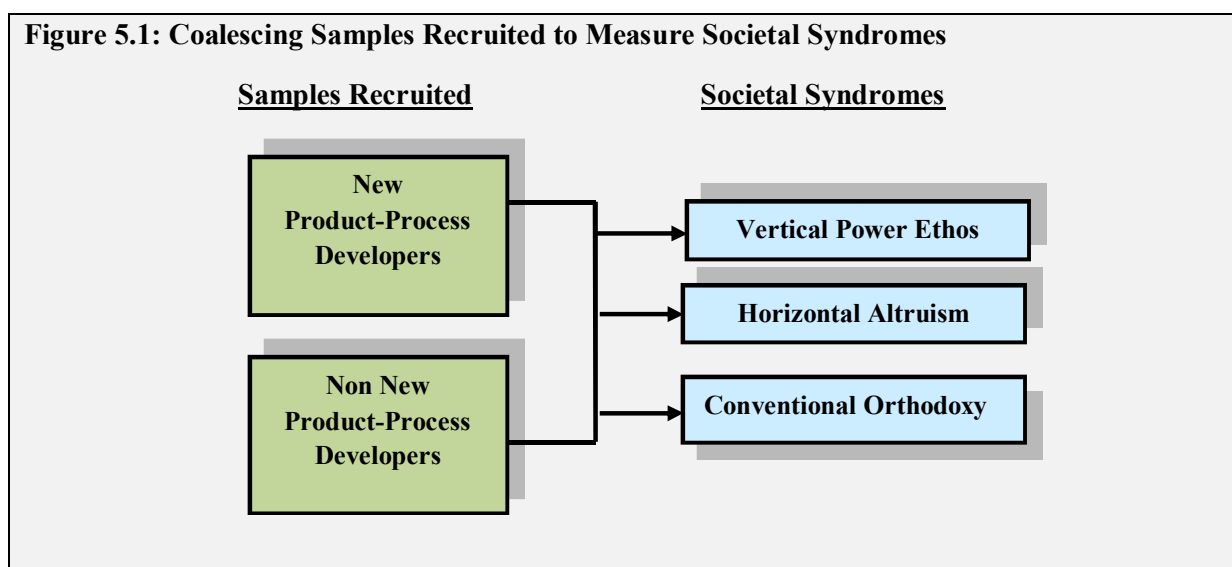 Figure 5.1: Coalescing Samples Recruited to Measure Societal Syndromes
Samples Recruited
Societal Syndromes
New
Product-Process
Developers
Non New
Product-Process
Developers
Vertical Power Ethos
Horizontal Altruism
Conventional Orthodoxy